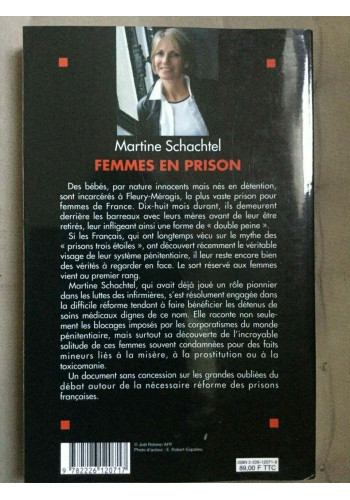 Martine Schachtel
FEMMES EN PRISON
Des bébés, par nature innocents mais nés en détention,
sont incarcérés à Fleury-Mérogis, la plus vaste prison pour
femmes de France. Dix-huit mois durant, ils demeurent
derrière les barreaux avec leurs mères avant de leur être
retirés, leur infligeant ainsi une forme de « double peine ».
Si les Français, qui ont longtemps vécu sur le mythe des
« prisons trois étoiles », ont découvert récemment le véritable
visage de leur système pénitentiaire, il leur reste encore bien
des vérités à regarder en face. Le sort réservé aux femmes
vient au premier rang.
Martine Schachtel, qui avait déjà joué un rôle pionnier
dans les luttes des infirmières, s'est résolument engagée dans
la difficile réforme tendant à faire bénéficier les détenus de
soins médicaux dignes de ce nom. Elle raconte non seule-
ment les blocages imposés par les corporatismes du monde
pénitentiaire, mais surtout sa découverte de l'incroyable
solitude de ces femmes souvent condamnées pour des faits
mineurs liés à la misère, à la prostitution ou à la
toxicomanie.
Un document sans concession sur les grandes oubliées du
débat autour de la nécessaire réforme des prisons
françaises.
9 782226 120717
ISBN 2-226-12071-8
89,00 F TTC